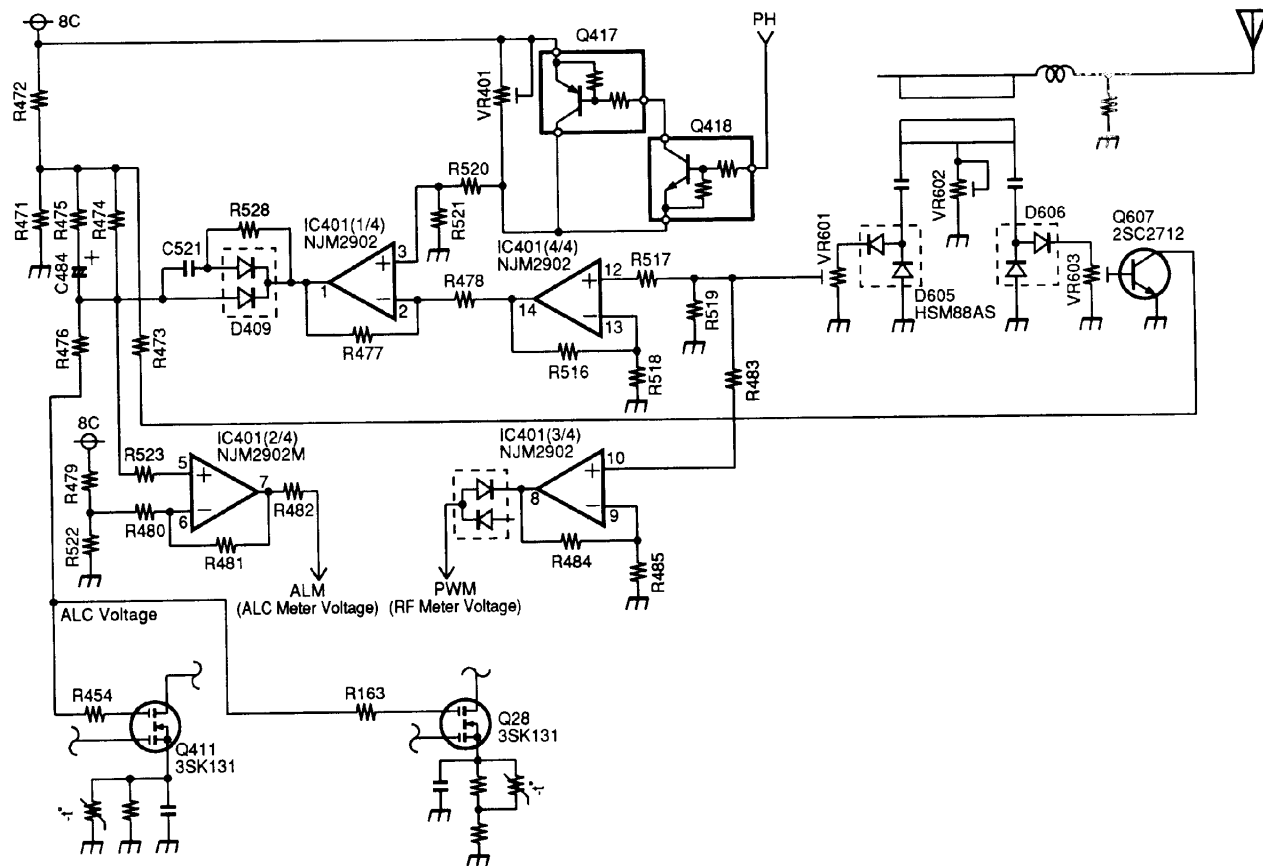 8C
Q417
PH
R472
VR401
Q418
R520
R471
R475
R474
R528
C521
IC401(1/4)
NJM2902
R521
IC401(4/4)
NJM2902
C484
+
D409
3
+
1
−
2
R478
12
R517
+
14
−
13
R519
VR601
VR602
D606
Q607
2SC2712
D605
HSM88AS
VR603
R476
R473
R477
R516
R518
R483
8C
IC401(2/4)
NJM2902M
IC401(3/4)
NJM2902
R523
5
+
7
−
6
R479
R480
R482
R522
R481
10
+
8
−
9
R484
R485
ALM
(ALC Meter Voltage)
PWM
(RF Meter Voltage)
ALC Voltage
R454
R163
Q411
3SK131
Q28
3SK131
-t°
-t°